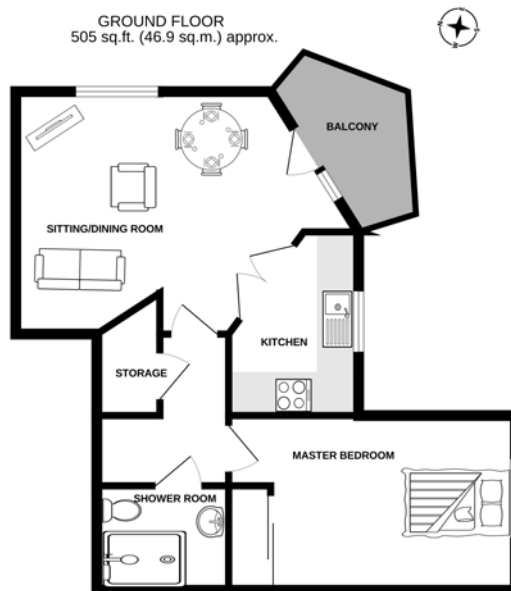 GROUND FLOOR
505 sq.ft. (46.9 sq.m.) approx.
BALCONY
SITTING/DINING ROOM
KITCHEN
STORAGE
MASTER BEDROOM
SHOWER ROOM